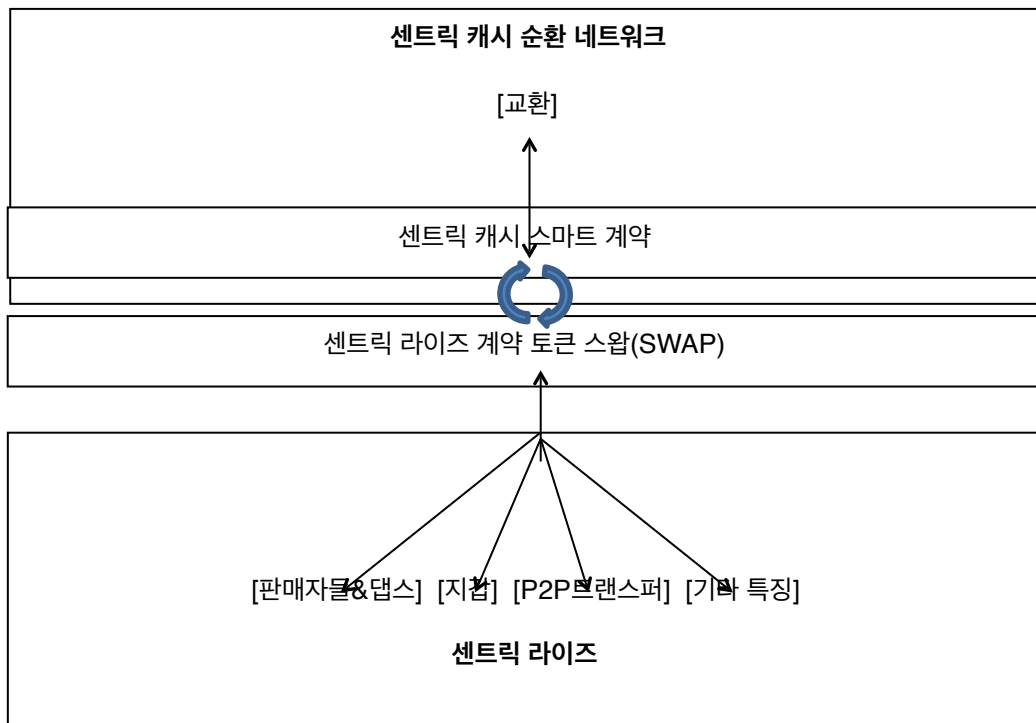 센트릭 캐시 순환 네트워크
[교환]
센트릭 캐시 스마트 계약
센트릭 라이즈 계약 토큰 스왑(SWAP)
[판매자들&댑스] [지갑] [P2P트랜스퍼] [기타 특징]
센트릭 라이즈